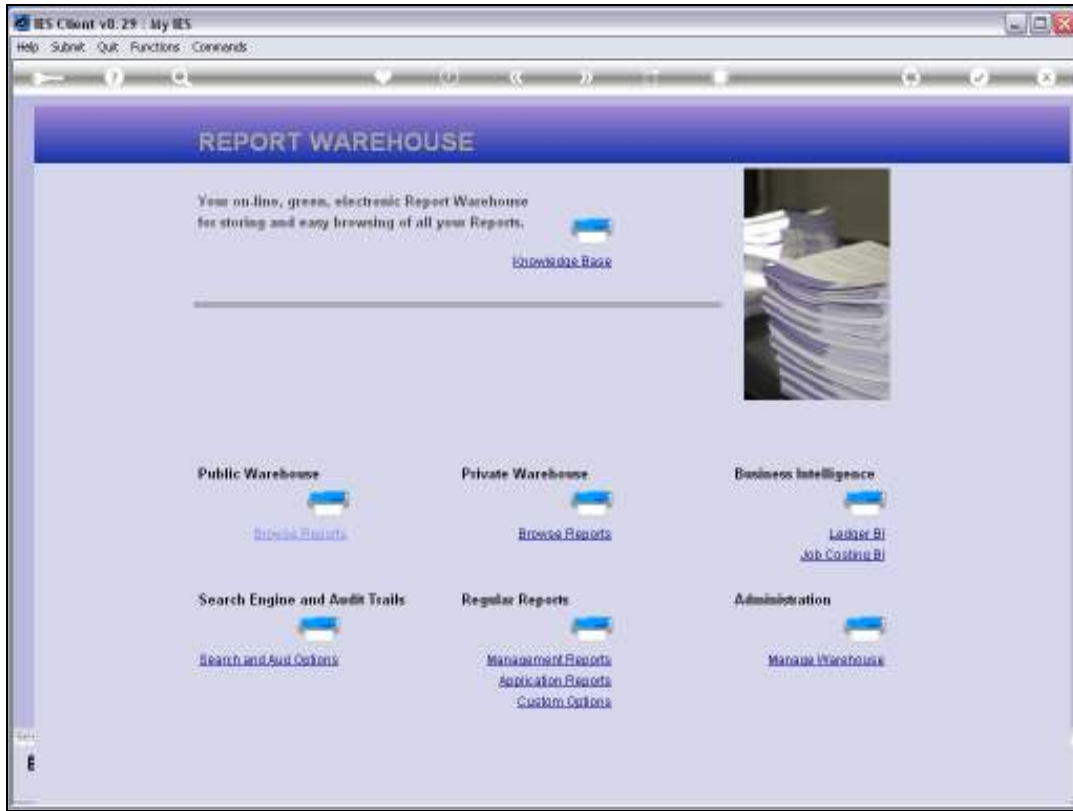 IES Client v8.29 : My IES
Help Submit Quit Functions Commands
REPORT WAREHOUSE
Your on-line, green, electronic Report Warehouse
for storing and easy browsing of all your Reports.
Knowledge Base
Public Warehouse Private Warehouse Business Intelligence
Browse Reports Browse Reports Ledger BI
Job Costing BI
Search Engine and Audit Trails Regular Reports Administration
Search and Aud Options Management Reports Manage Warehouse
Application Reports
Custom Options